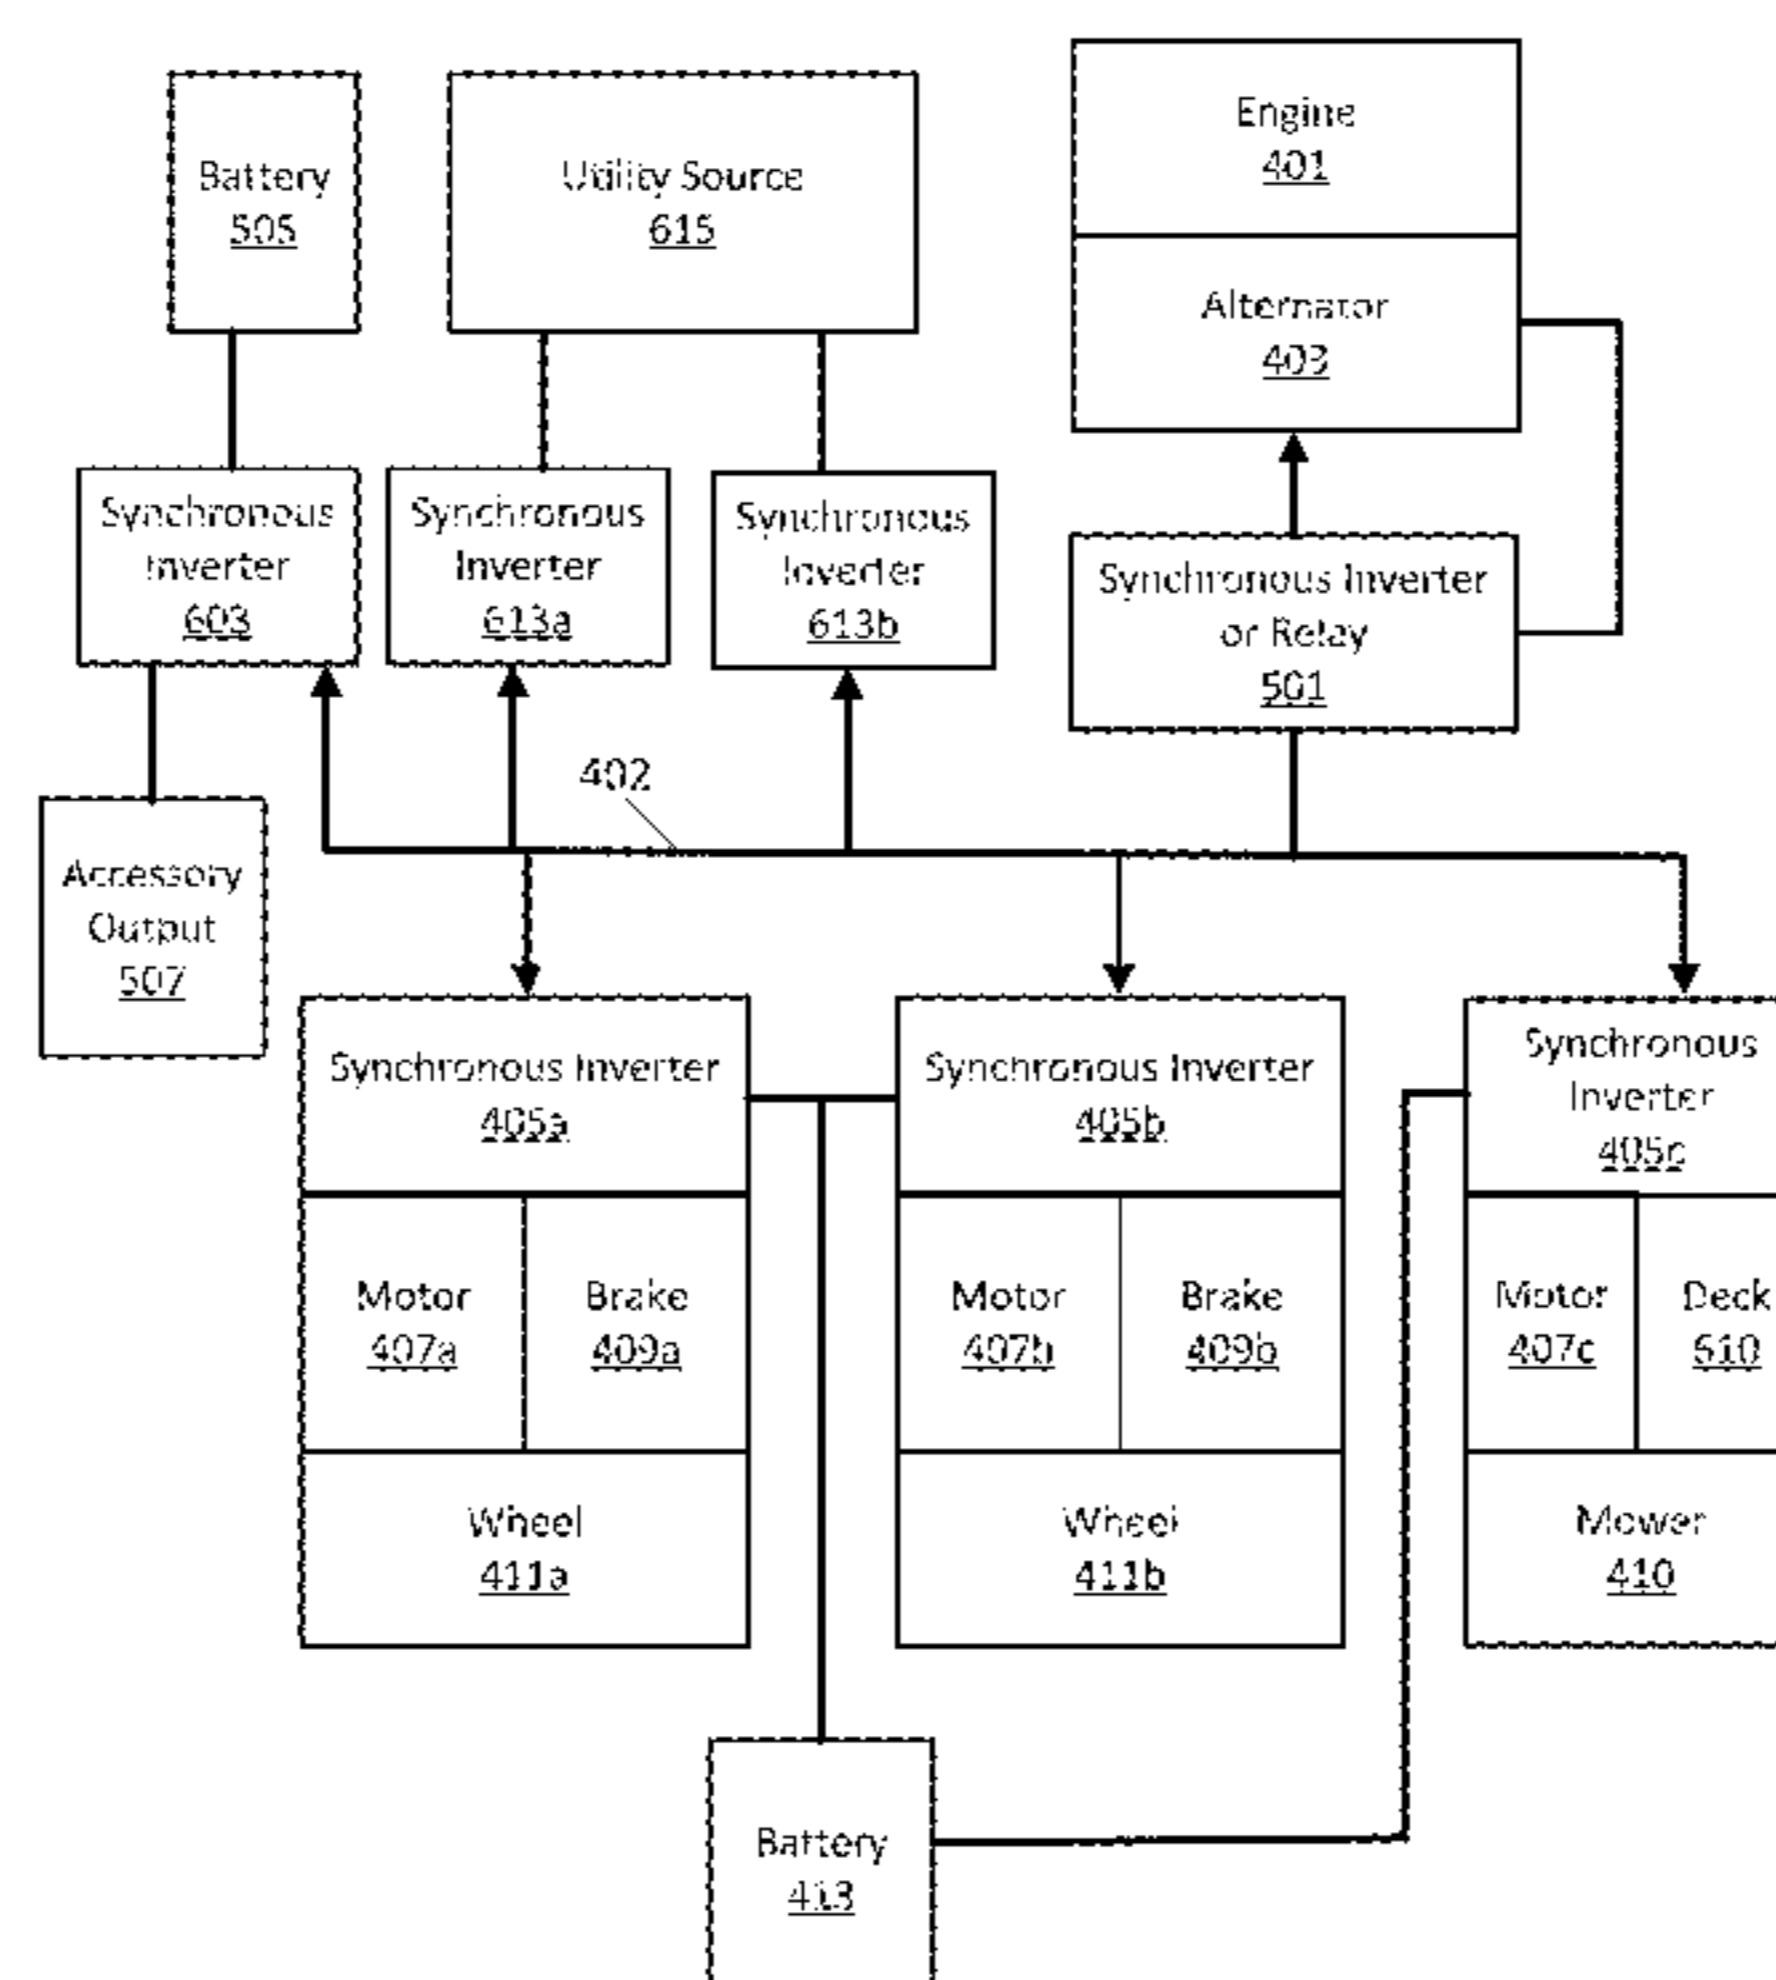 Engine
401
Battery
505
Utility Source
615
Alternator
403
Synchronous
Inverter
603
Synchronous
Inverter
613a
Synchronous
Inverter
613b
Synchronous Inverter
or Relay
501
402
Accessory
Output
507
Synchronous Inverter
405a
Synchronous Inverter
405b
Synchronous
Inverter
405c
Motor
407a
Brake
409a
Motor
407b
Brake
409b
Motor
407c
Deck
610
Wheel
411a
Wheel
411b
Mower
410
Battery
413